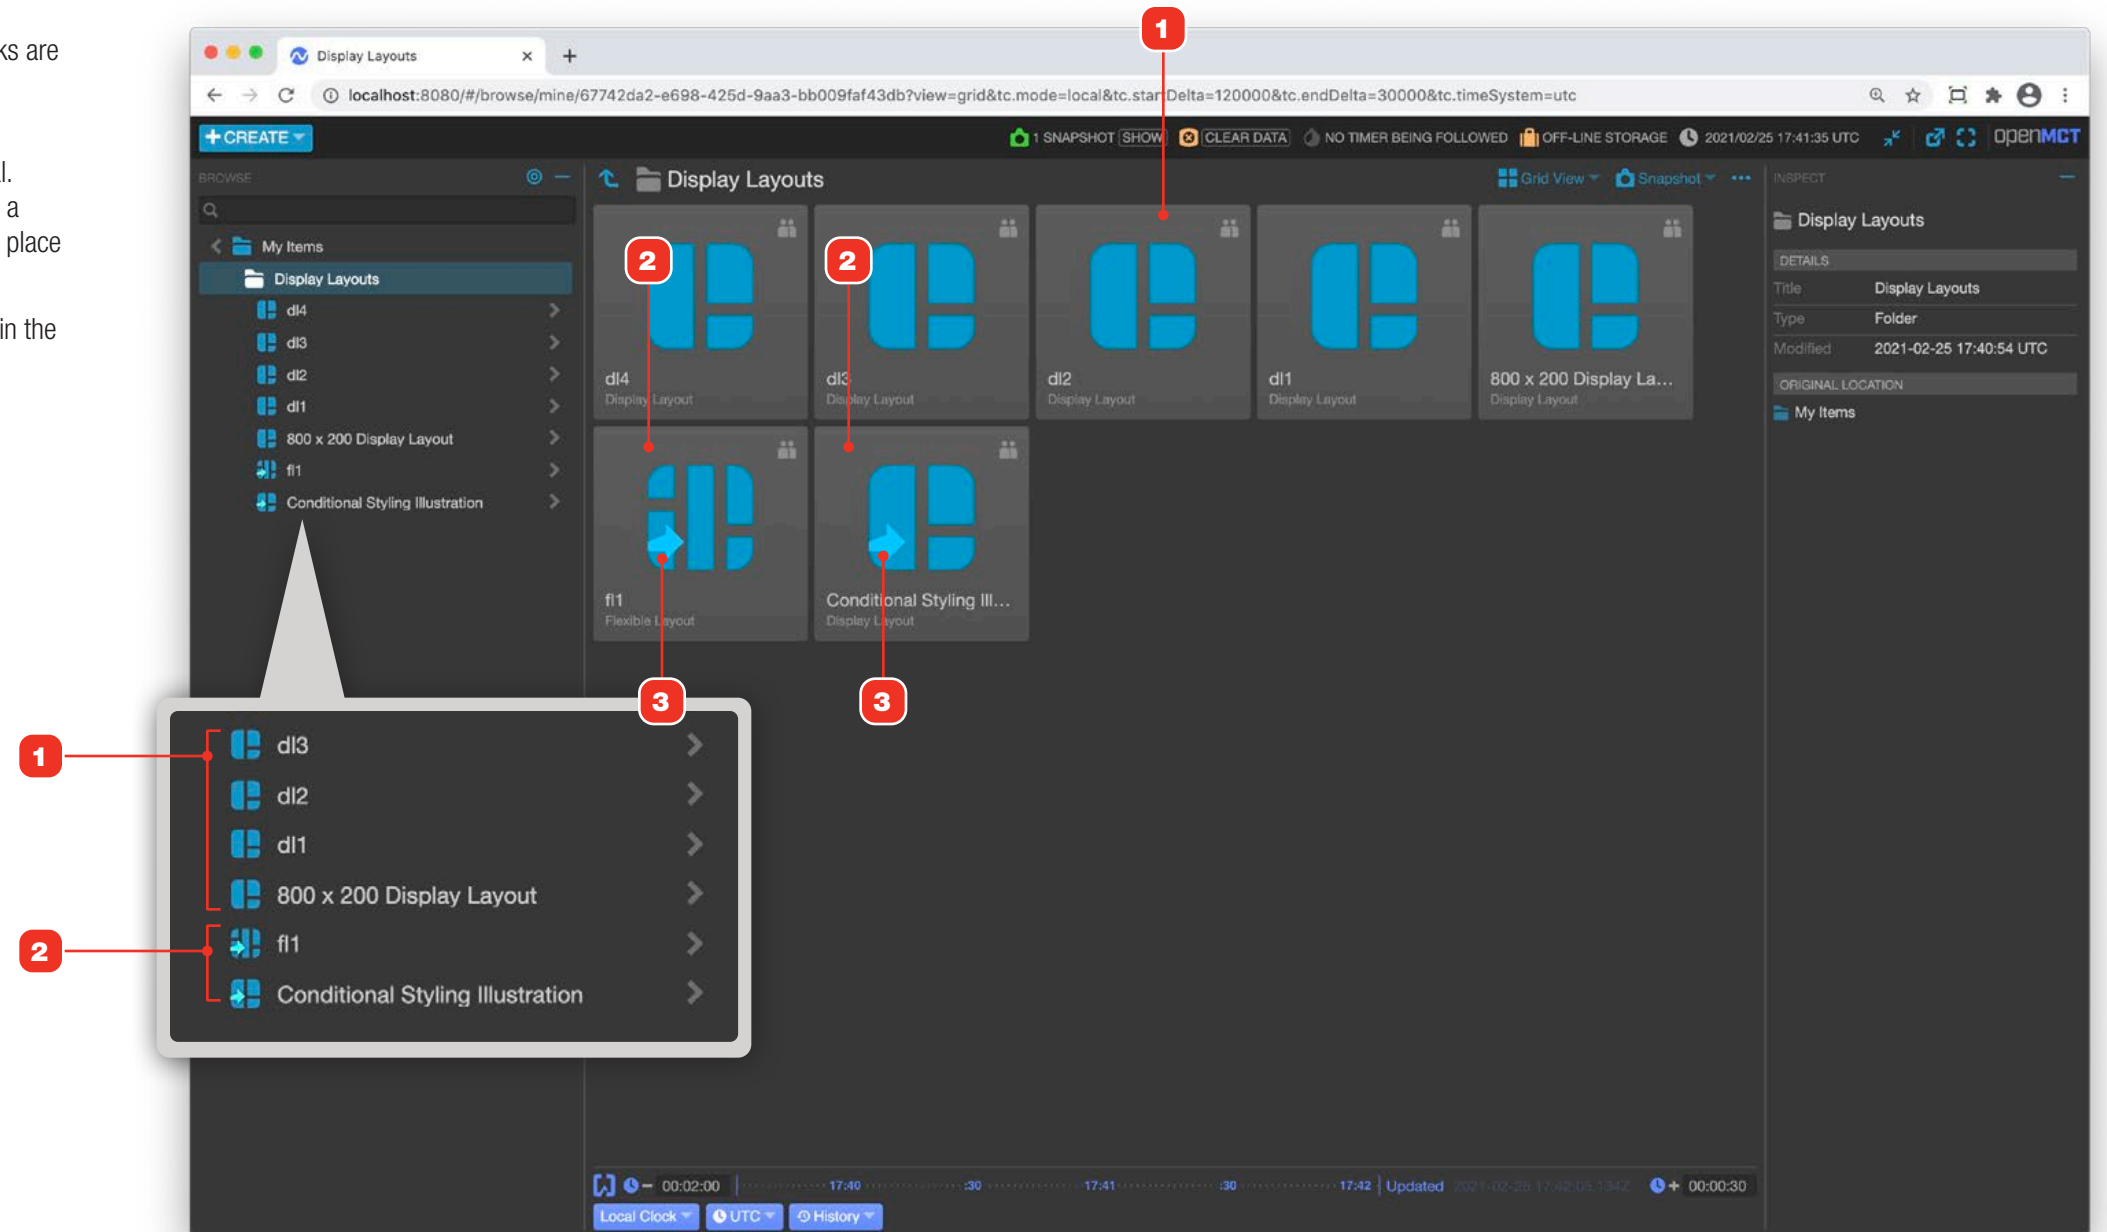 ks are
l.
a
place
in the
1
Display Layouts
localhost:8080/#/browse/mine/67742da2-e698-425d-9aa3-bb009faf43db?view=grid&tc.mode=local&tc.startDelta=120000&tc.endDelta=30000&tc.timeSystem=utc
CREATE
1 SNAPSHOT SHOW CLEAR DATA NO TIMER BEING FOLLOWED OFF-LINE STORAGE 2021/02/25 17:41:35 UTC openMCT
BROWSE
My Items
Display Layouts
dl4
dl3
dl2
dl1
800 x 200 Display Layout
fl1
Conditional Styling Illustration
Display Layouts
Grid View Snapshot
2
2
dl4
Display Layout
dl3
Display Layout
dl2
Display Layout
dl1
Display Layout
800 x 200 Display La...
Display Layout
fl1
Flexible Layout
Conditional Styling Ill...
Display Layout
3
3
INSPECT
Display Layouts
DETAILS
Title Display Layouts
Type Folder
Modified 2021-02-25 17:40:54 UTC
ORIGINAL LOCATION
My Items
1
dl3
dl2
dl1
800 x 200 Display Layout
2
fl1
Conditional Styling Illustration
- 00:02:00 17:40 :30 17:41 :30 17:42 Updated + 00:00:30
Local Clock UTC History